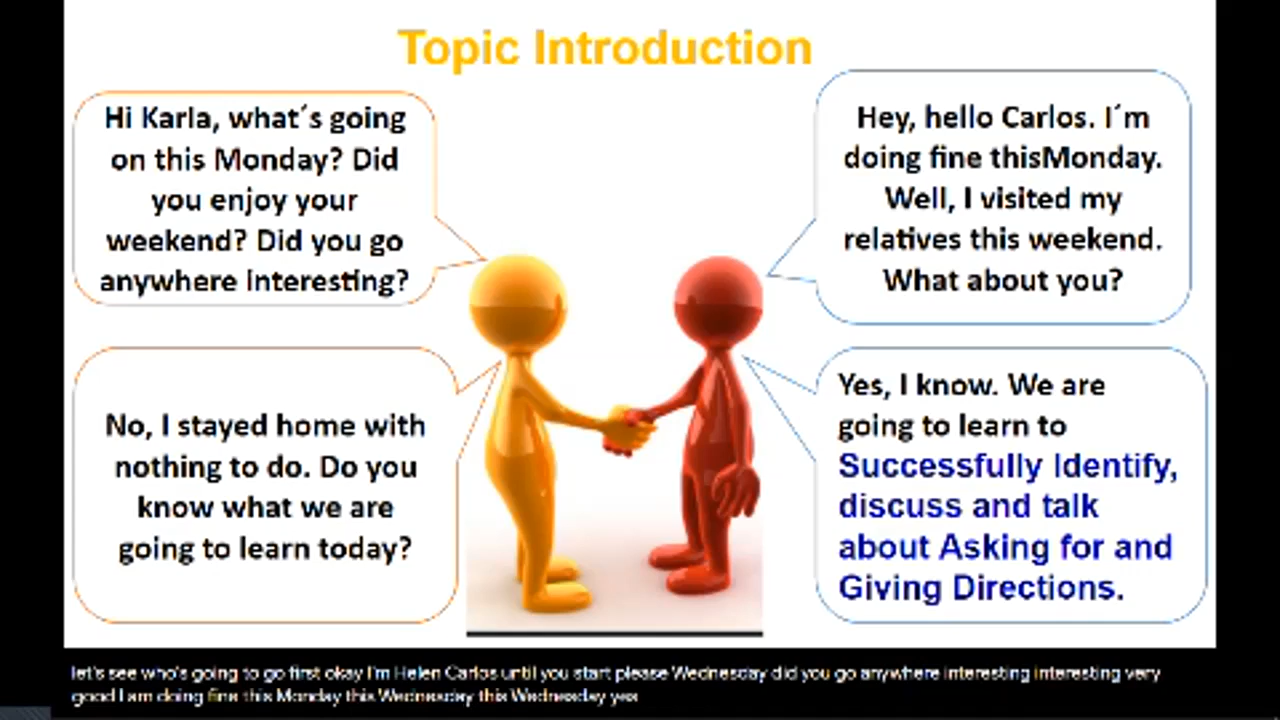 Topic Introduction
Hi Karla, what´s going
on this Monday? Did
you enjoy your
weekend? Did you go
anywhere interesting?
Hey, hello Carlos. I´m
doing fine thisMonday.
Well, I visited my
relatives this weekend.
What about you?
No, I stayed home with
nothing to do. Do you
know what we are
going to learn today?
Yes, I know. We are
going to learn to
Successfully Identify,
discuss and talk
about Asking for and
Giving Directions.
let's see who's going to go first okay I'm Helen Carlos until you start please Wednesday did you go anywhere interesting interesting very
good I am doing fine this Monday this Wednesday this Wednesday yes